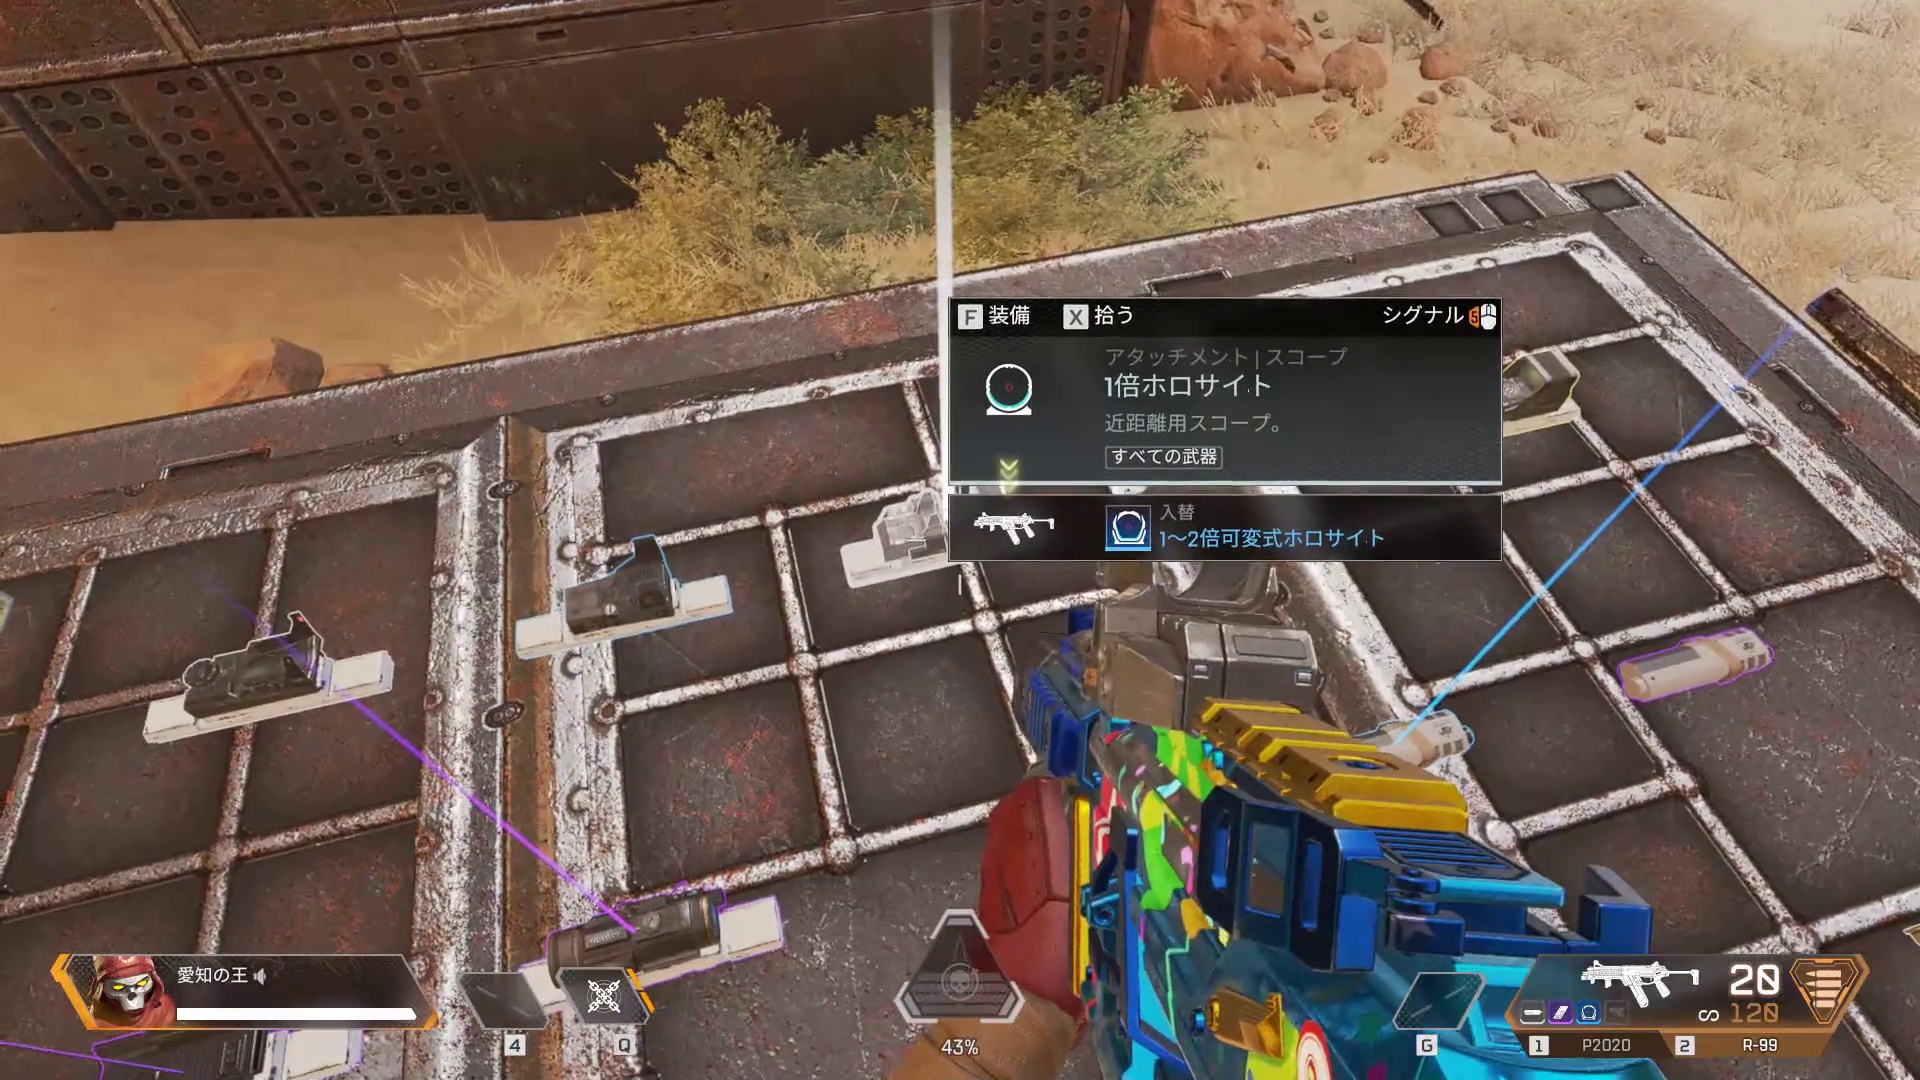 F 装備 X 拾う シグナル 5
アタッチメント | スコープ
1倍ホロサイト
近距離用スコープ。
すべての武器
入替
1～2倍可変式ホロサイト
愛知の王
4
Q
43%
G
20
∞ 120
1 P2020 2 R-99